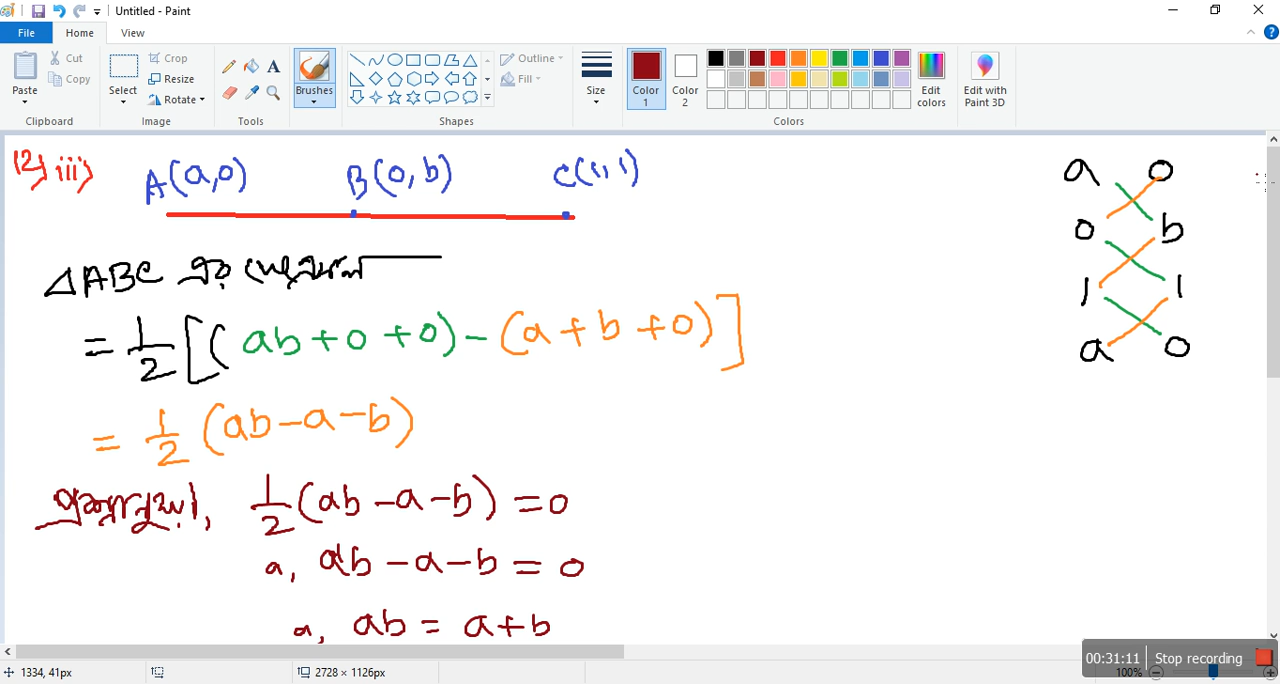 Untitled - Paint
File Home View
Paste Cut Copy
Select Crop Resize Rotate
Brushes
Outline
Fill
Size
Color 1
Color 2
Edit colors
Edit with Paint 3D
Clipboard Image Tools Shapes Colors
12) iii) A(a,0) B(0,b) C(1,1)
△ABC এর ক্ষেত্রফল
= 1/2 [(ab + 0 + 0) - (a + b + 0)]
= 1/2 (ab - a - b)
1/2 (ab - a - b) = 0
ab - a - b = 0
ab = a + b
a 0
0 b
1 1
a 0
00:31:11 Stop recording
1334, 41px
2728 × 1126px
100%